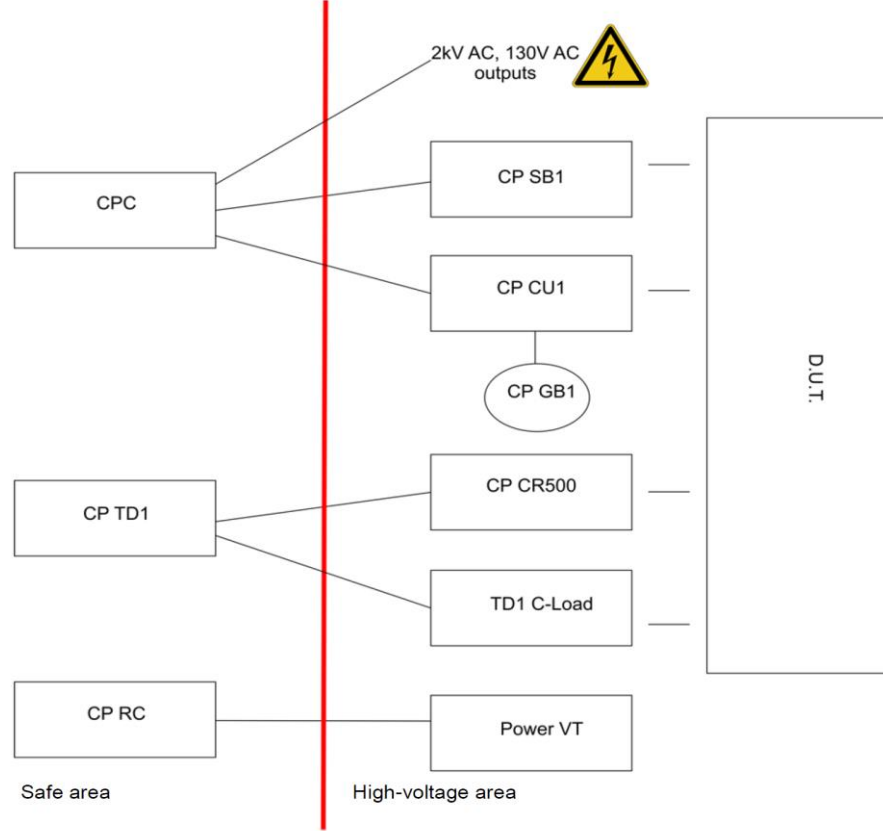 2kV AC, 130V AC
outputs
CPC
CP SB1
CP CU1
CP GB1
D.U.T.
CP TD1
CP CR500
TD1 C-Load
CP RC
Power VT
Safe area
High-voltage area